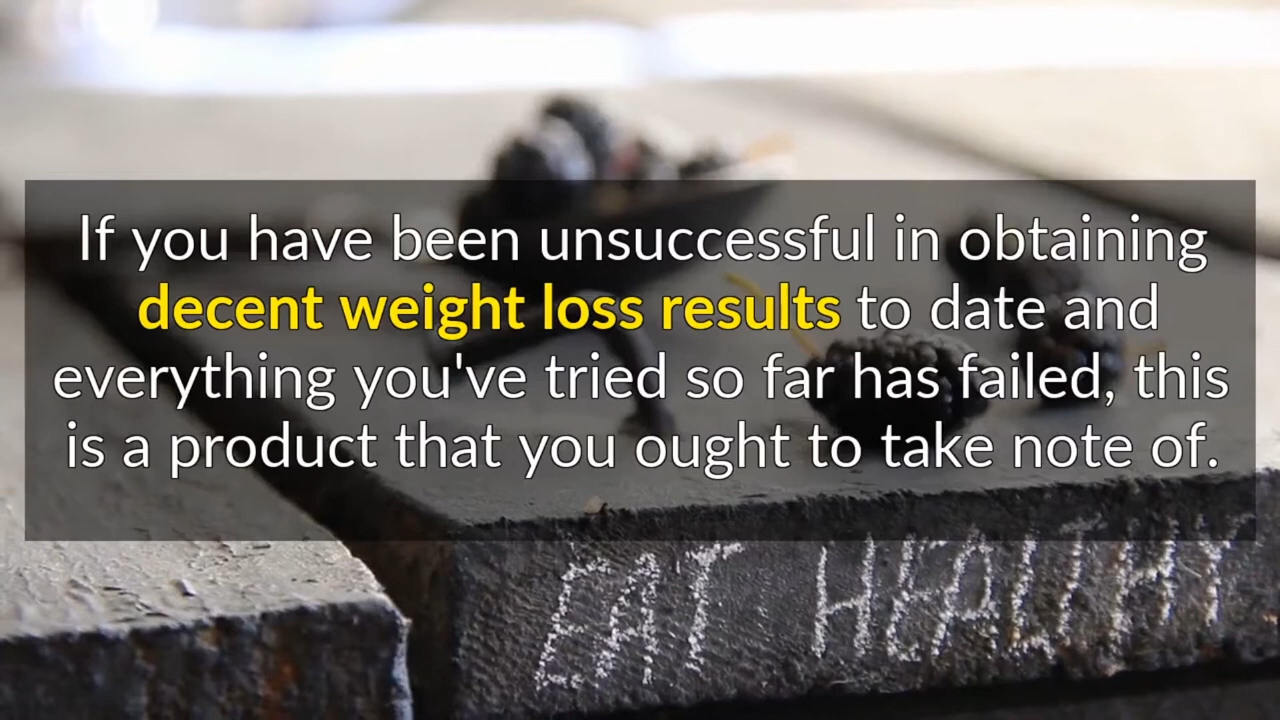 If you have been unsuccessful in obtaining
decent weight loss results to date and
everything you've tried so far has failed, this
is a product that you ought to take note of.
EAT HEALTHY